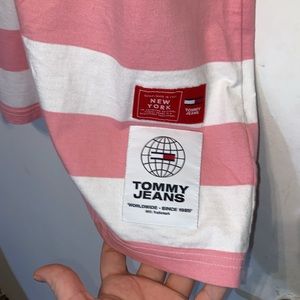 NEW
YORK
TOMMY
JEANS
TOMMY
JEANS
"WORLDWIDE - SINCE 1985"